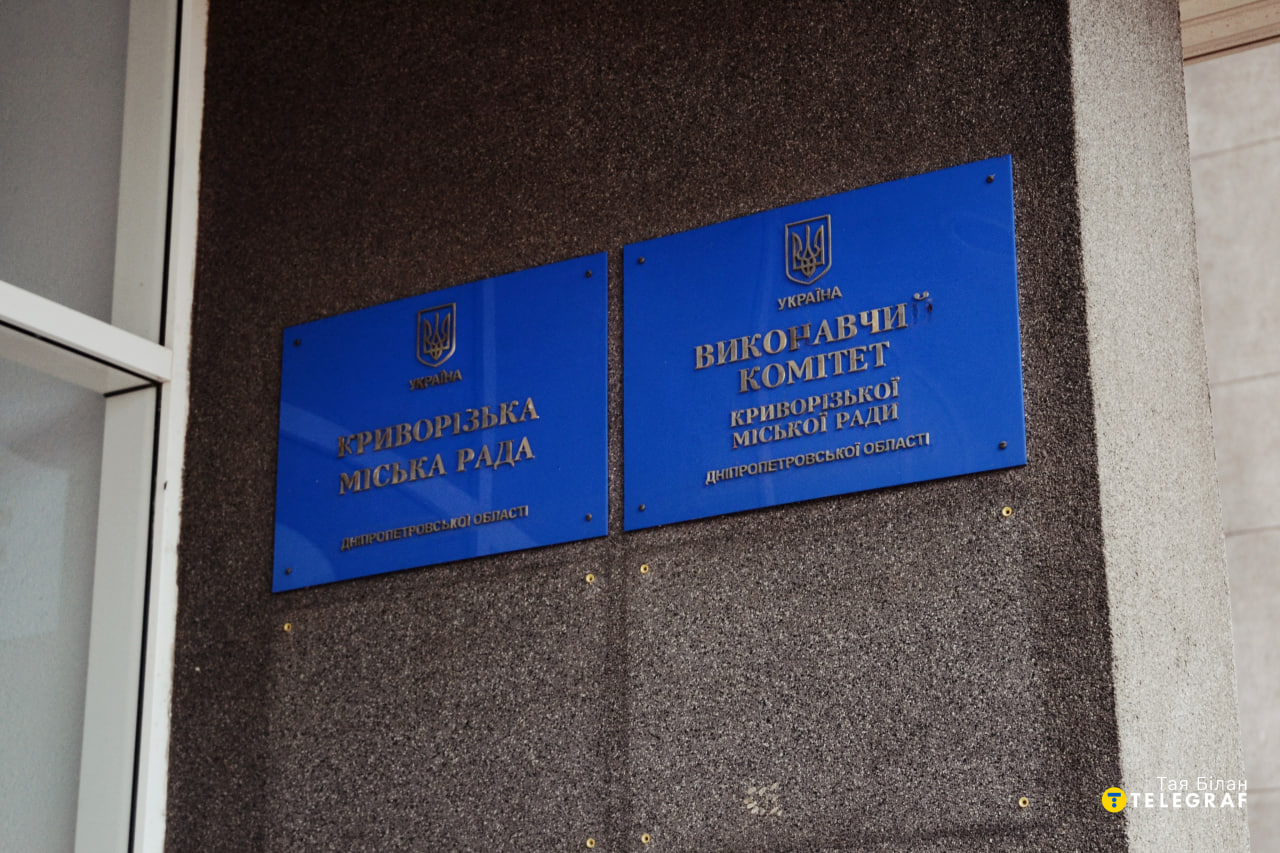 УКРАЇНА
КРИВОРІЗЬКА
МІСЬКА РАДА
ДНІПРОПЕТРОВСЬКОЇ ОБЛАСТІ
УКРАЇНА
ВИКОНАВЧИЙ
КОМІТЕТ
КРИВОРІЗЬКОЇ
МІСЬКОЇ РАДИ
ДНІПРОПЕТРОВСЬКОЇ ОБЛАСТІ
Тая Білан
TELEGRAF